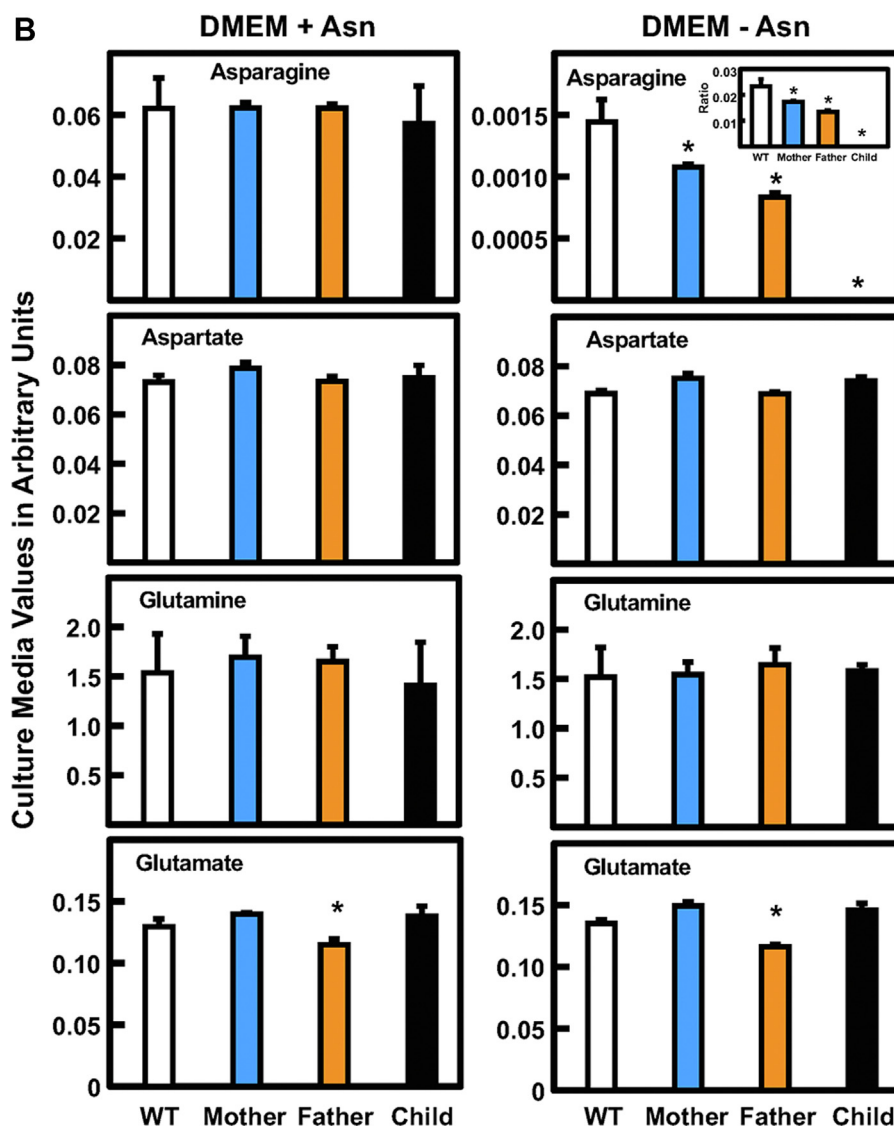 B
DMEM + Asn
DMEM - Asn
Culture Media Values in Arbitrary Units
Asparagine
0.06
0.04
0.02
Asparagine
0.0015
0.0010
0.0005
*
*
*
Ratio
0.03
0.02
0.01
*
*
*
WT Mother Father Child
Aspartate
0.08
0.06
0.04
0.02
Aspartate
0.08
0.06
0.04
0.02
Glutamine
2.0
1.5
1.0
0.5
Glutamine
2.0
1.5
1.0
0.5
Glutamate
0.15
0.10
0.05
0
*
WT Mother Father Child
Glutamate
0.15
0.10
0.05
0
*
WT Mother Father Child